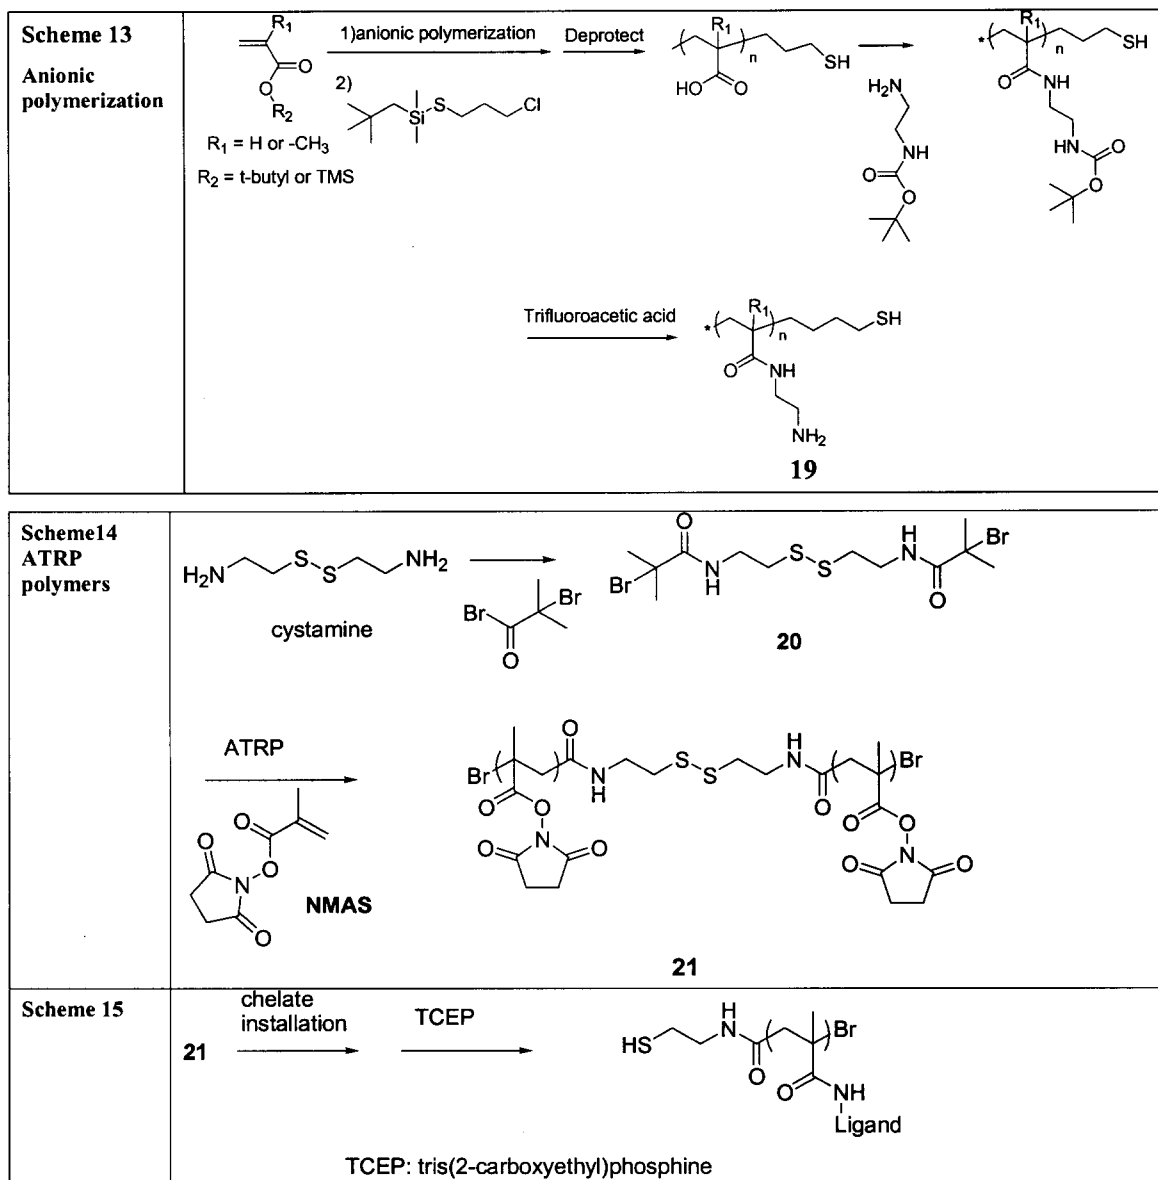 Scheme 13
Anionic
polymerization
R1
O
O
R2
R1 = H or -CH3
R2 = t-butyl or TMS
1)anionic polymerization
2)
Si
S
Cl
Deprotect
R1
n
SH
HO
O
H2N
NH
O
O
*
R1
n
SH
O
NH
HN
O
O
Trifluoroacetic acid
*
R1
n
SH
O
NH
NH2
19
Scheme14
ATRP
polymers
H2N
S
S
NH2
cystamine
Br
Br
O
O
Br
N
H
S
S
H
N
O
Br
20
ATRP
O
O
O
N
O
NMAS
Br
O
N
H
S
S
H
N
O
Br
O
O
N
O
O
O
O
N
O
O
21
Scheme 15
21
chelate
installation
TCEP
HS
H
N
O
Br
O
NH
Ligand
TCEP: tris(2-carboxyethyl)phosphine